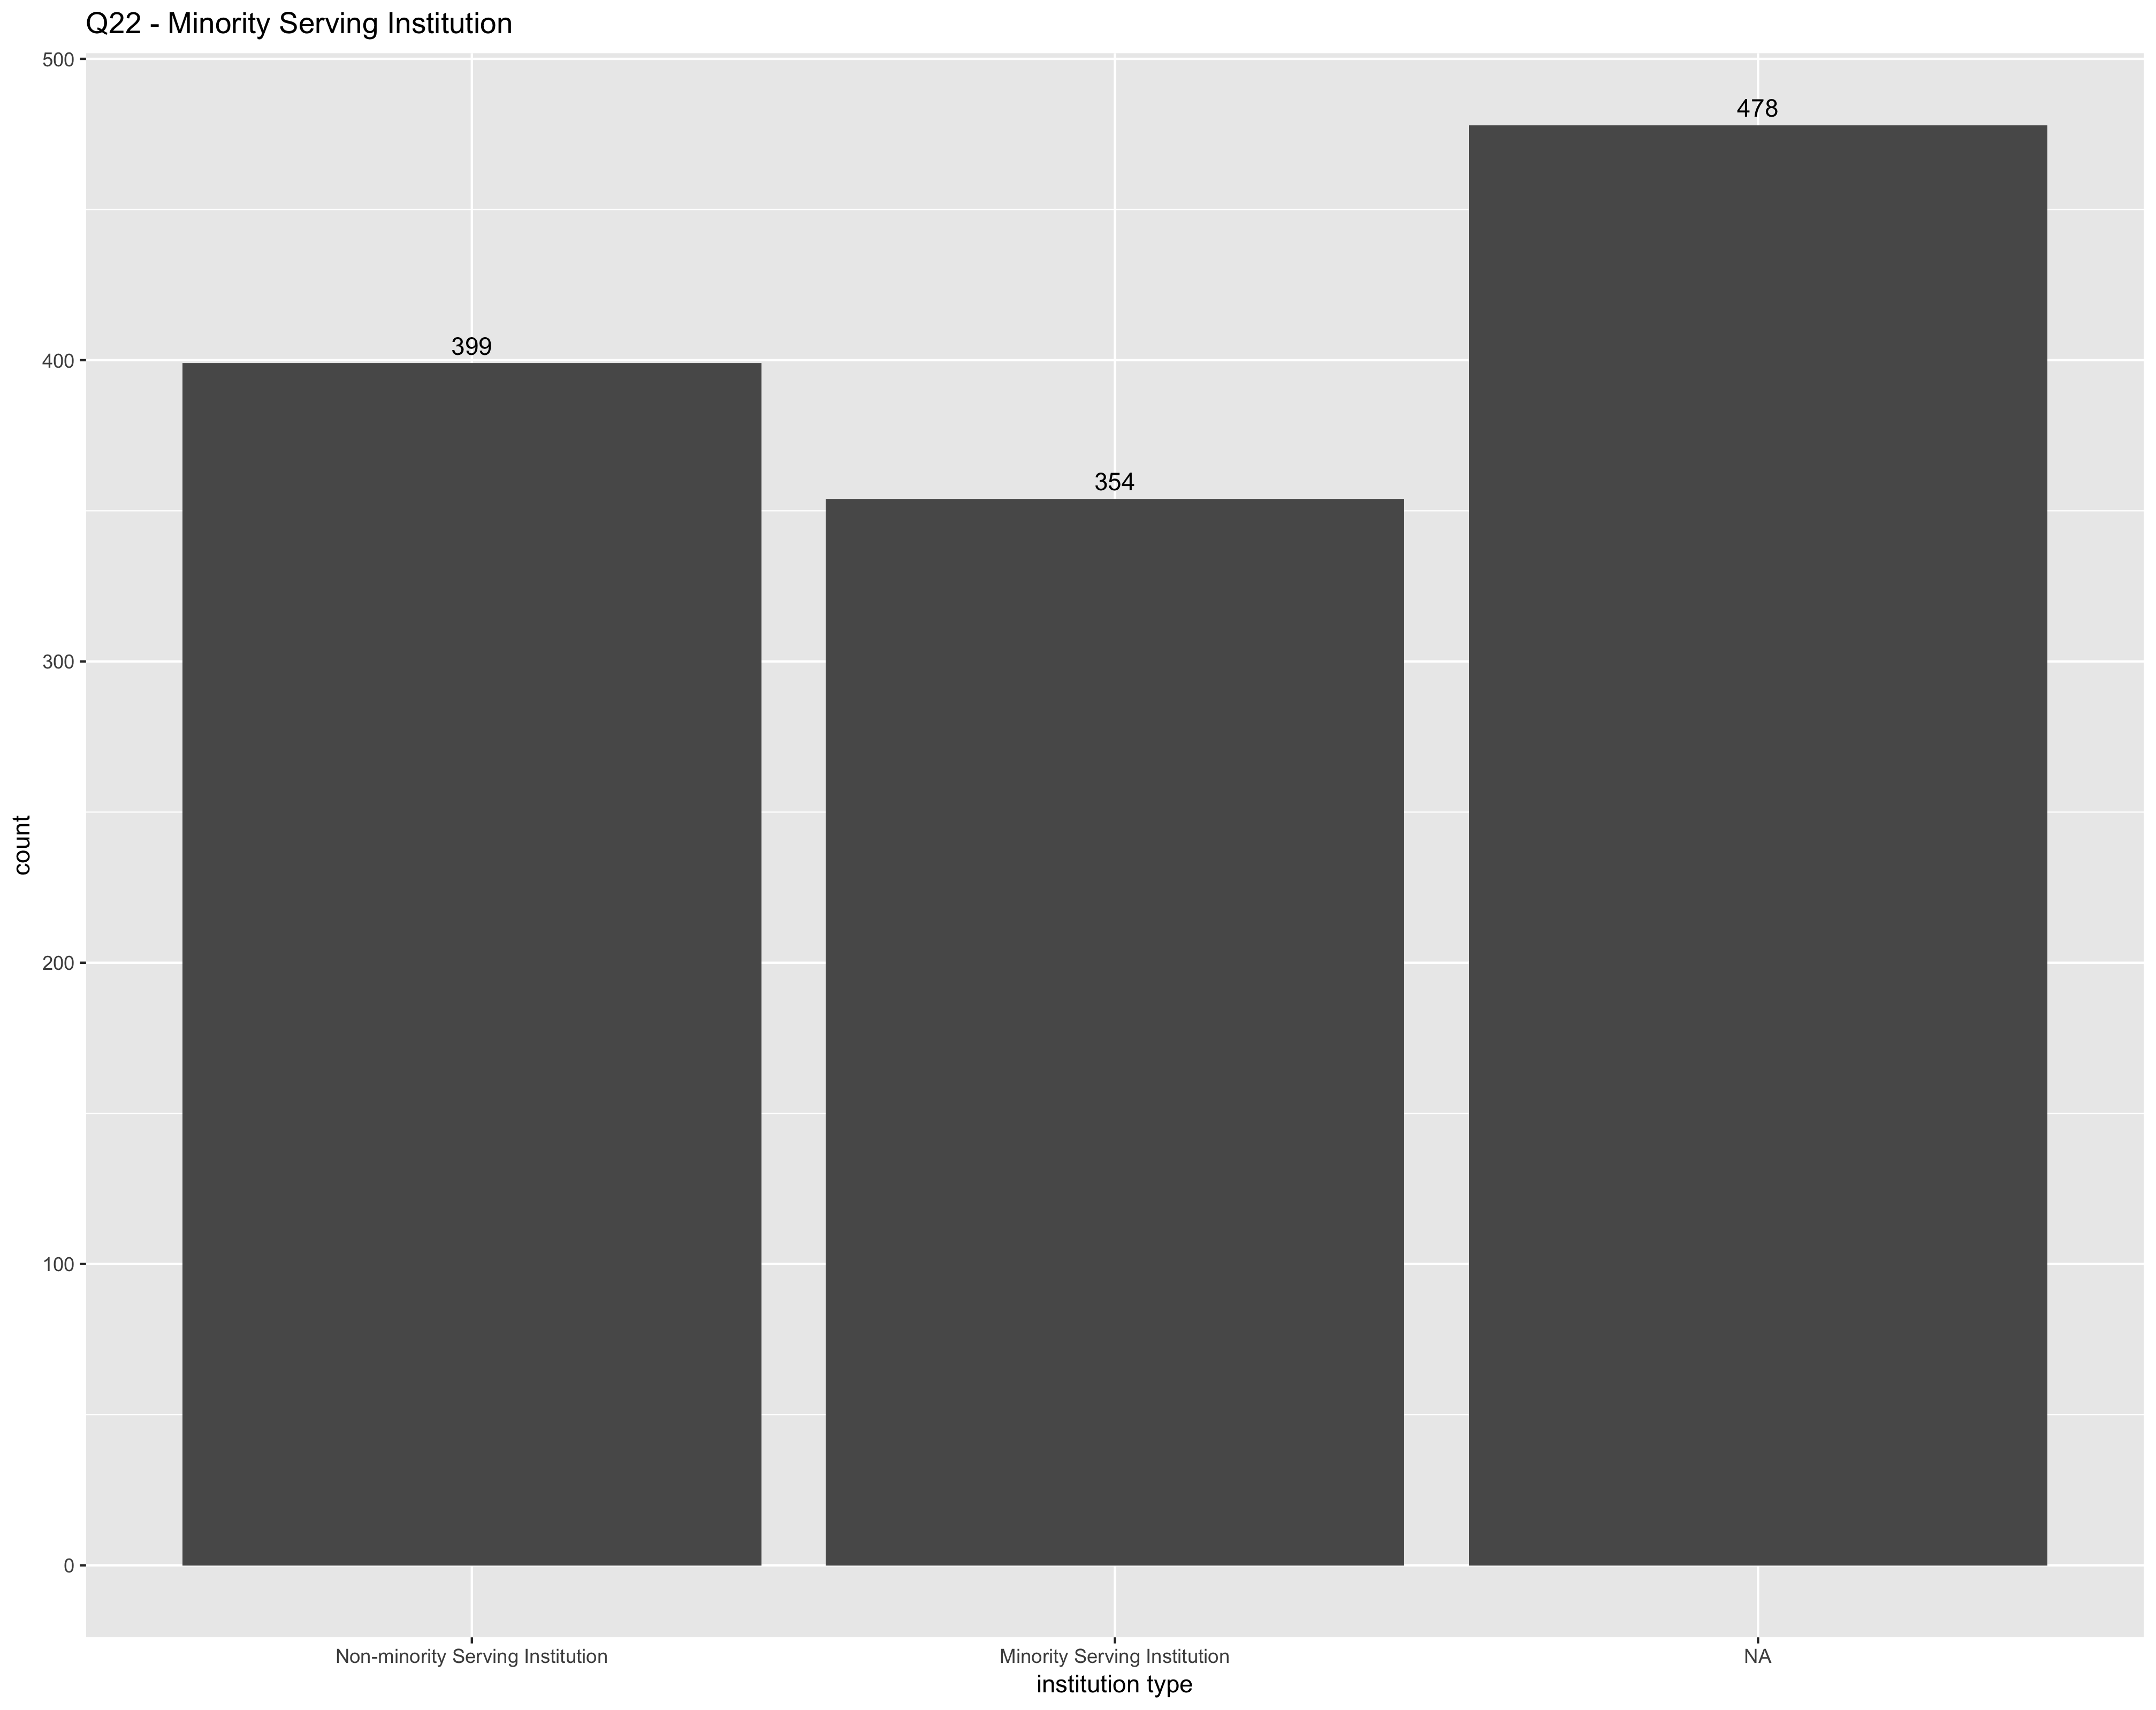 Q22 - Minority Serving Institution
500
400
300
200
100
0
count
399
354
478
Non-minority Serving Institution
Minority Serving Institution
NA
institution type